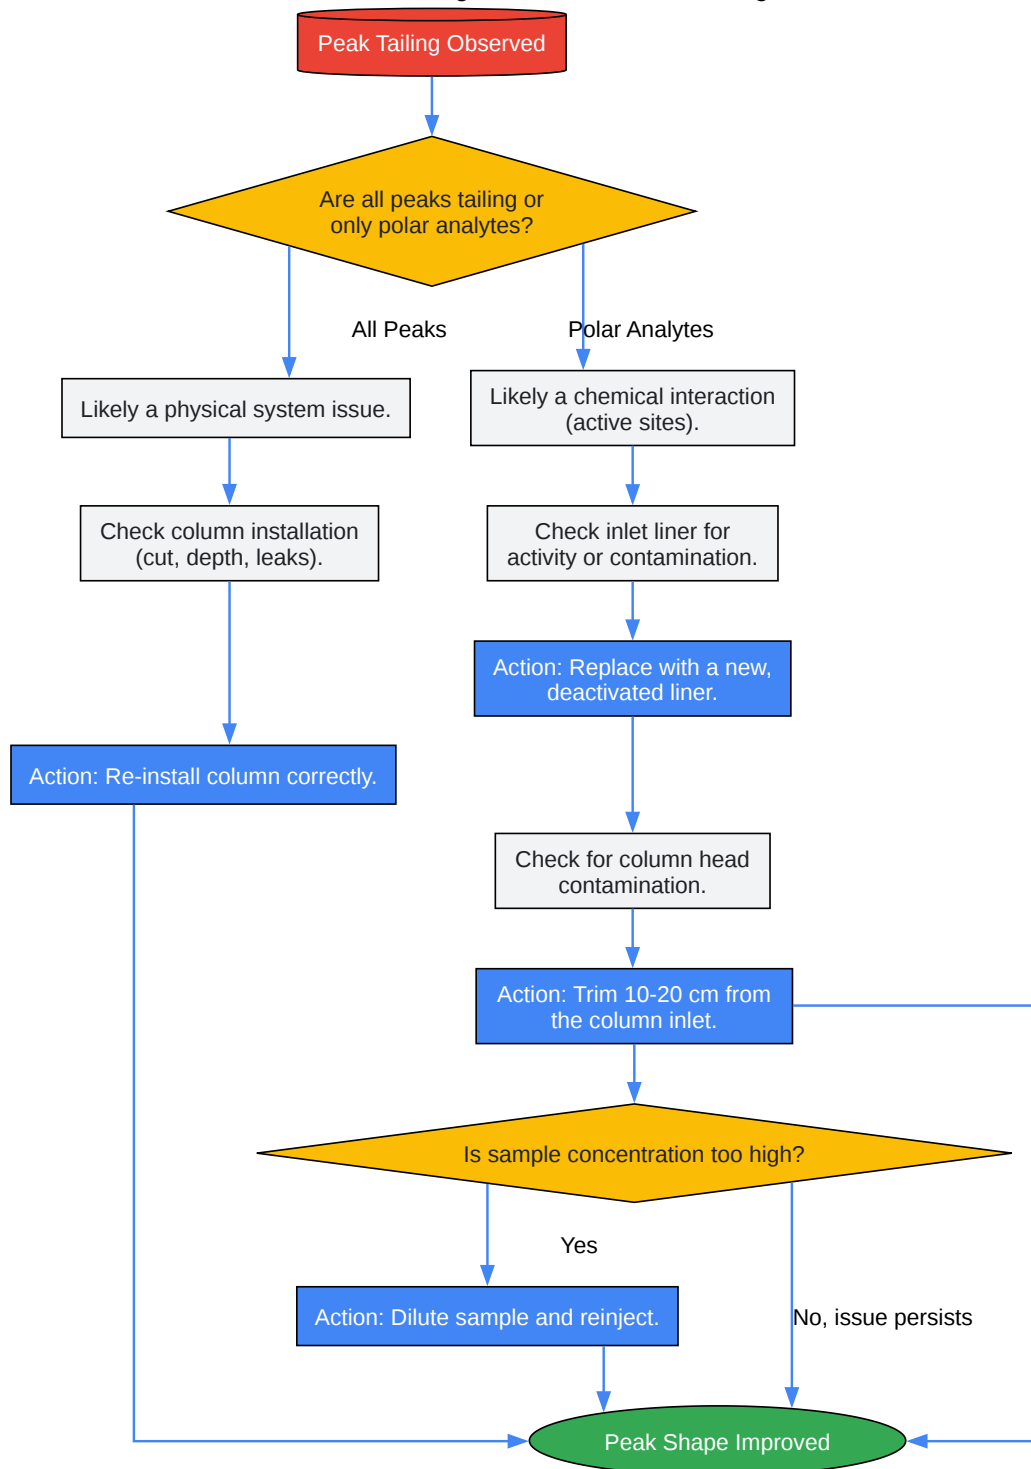 Peak Tailing Observed
Are all peaks tailing or
only polar analytes?
All Peaks
Polar Analytes
Likely a physical system issue.
Likely a chemical interaction
(active sites).
Check column installation
(cut, depth, leaks).
Check inlet liner for
activity or contamination.
Action: Replace with a new,
deactivated liner.
Action: Re-install column correctly.
Check for column head
contamination.
Action: Trim 10-20 cm from
the column inlet.
Is sample concentration too high?
Yes
Action: Dilute sample and reinject.
No, issue persists
Peak Shape Improved